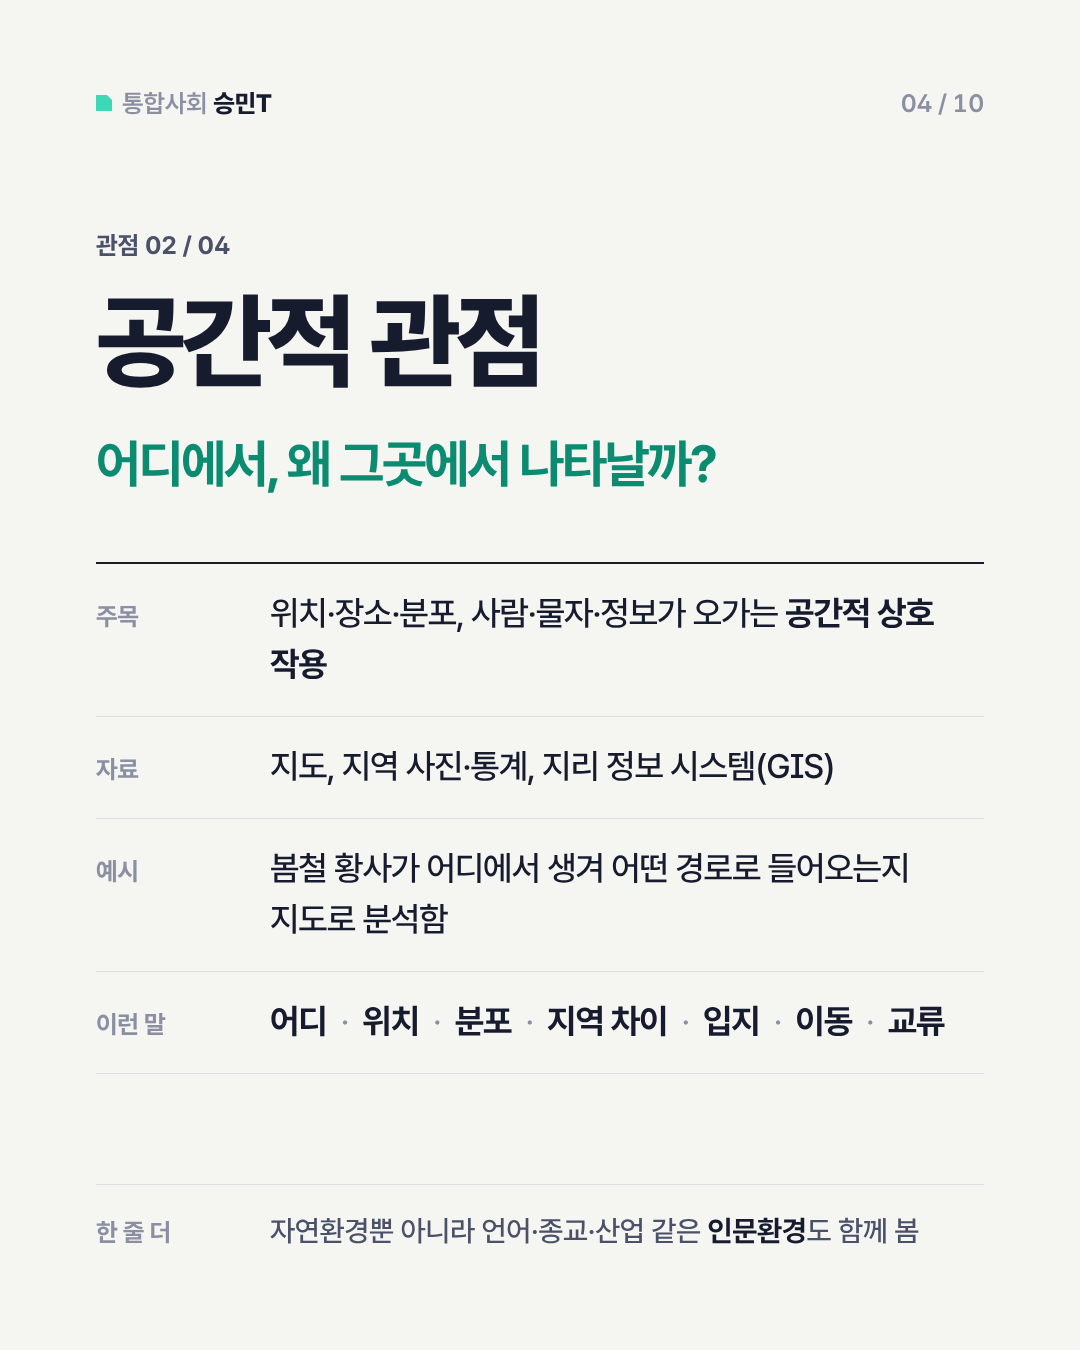 통합사회 승민T
04 / 10
관점 02 / 04
공간적 관점
어디에서, 왜 그곳에서 나타날까?
주목
위치·장소·분포, 사람·물자·정보가 오가는 공간적 상호
작용
자료
지도, 지역 사진·통계, 지리 정보 시스템(GIS)
예시
봄철 황사가 어디에서 생겨 어떤 경로로 들어오는지
지도로 분석함
이런 말
어디 · 위치 · 분포 · 지역 차이 · 입지 · 이동 · 교류
한 줄 더
자연환경뿐 아니라 언어·종교·산업 같은 인문환경도 함께 봄